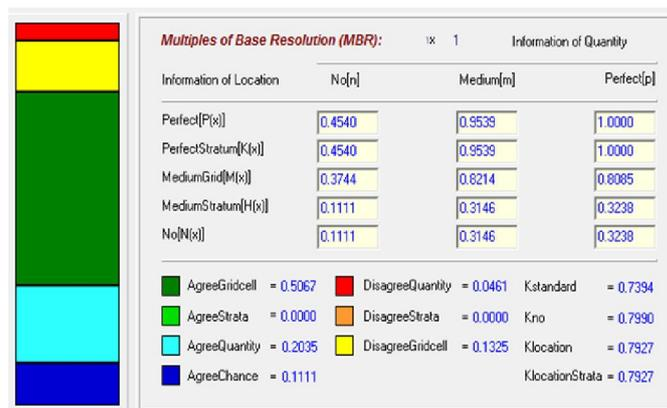 Multiples of Base Resolution (MBR): 1x 1 Information of Quantity
Information of Location No[n] Medium[m] Perfect[p]
Perfect[P(x)] 0.4540 0.9539 1.0000
PerfectStratum[K(x)] 0.4540 0.9539 1.0000
MediumGrid[M(x)] 0.3744 0.8214 0.8085
MediumStratum[H(x)] 0.1111 0.3146 0.3238
No[N(x)] 0.1111 0.3146 0.3238
AgreeGridcell = 0.5067 DisagreeQuantity = 0.0461 Kstandard = 0.7394
AgreeStrata = 0.0000 DisagreeStrata = 0.0000 Kno = 0.7990
AgreeQuantity = 0.2035 DisagreeGridcell = 0.1325 Klocation = 0.7927
AgreeChance = 0.1111 KlocationStrata = 0.7927